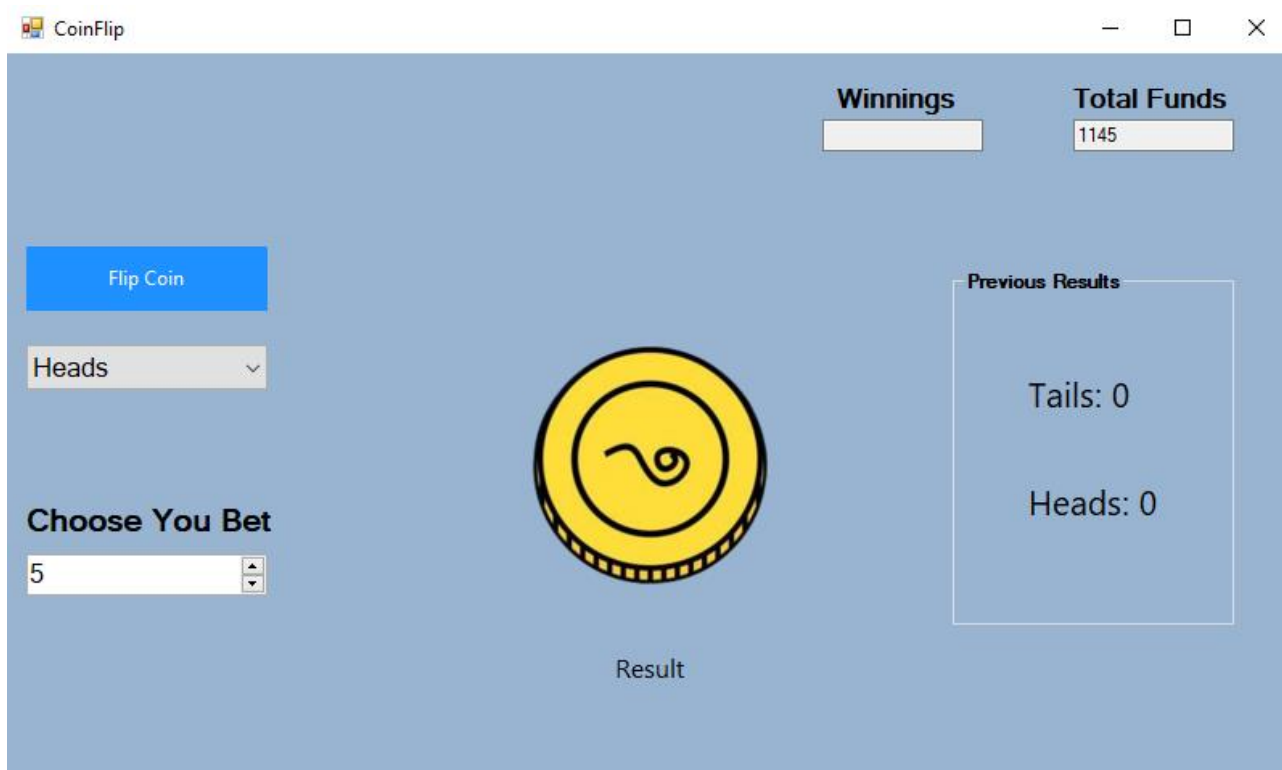 CoinFlip
Winnings
Total Funds
1145
Flip Coin
Heads
Choose You Bet
5
Previous Results
Tails: 0
Heads: 0
Result